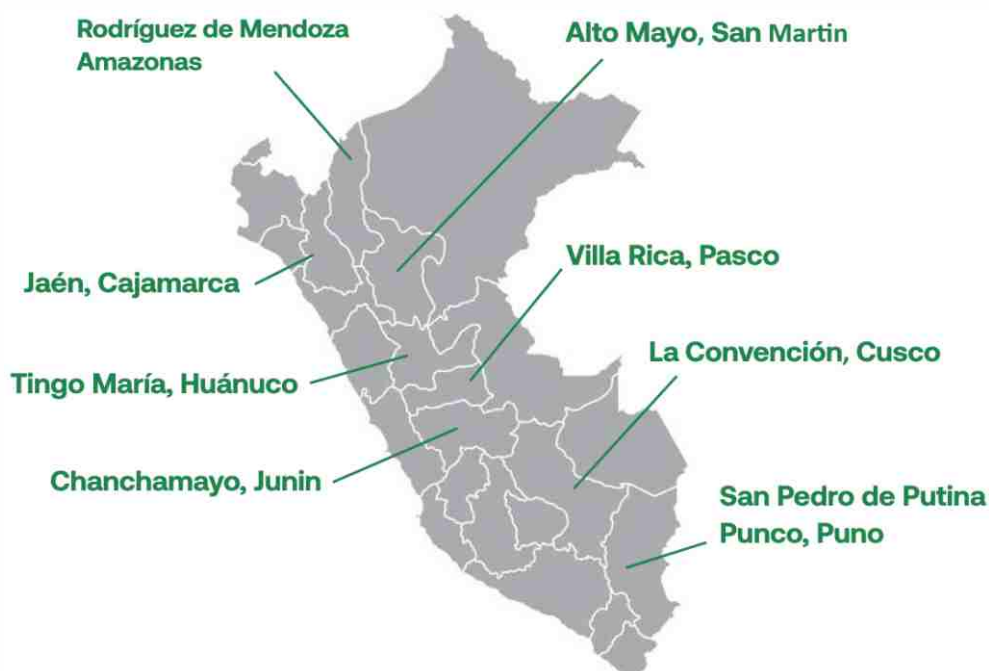 Rodríguez de Mendoza
Amazonas
Alto Mayo, San Martin
Villa Rica, Pasco
Jaén, Cajamarca
La Convención, Cusco
Tingo María, Huánuco
Chanchamayo, Junin
San Pedro de Putina
Punco, Puno